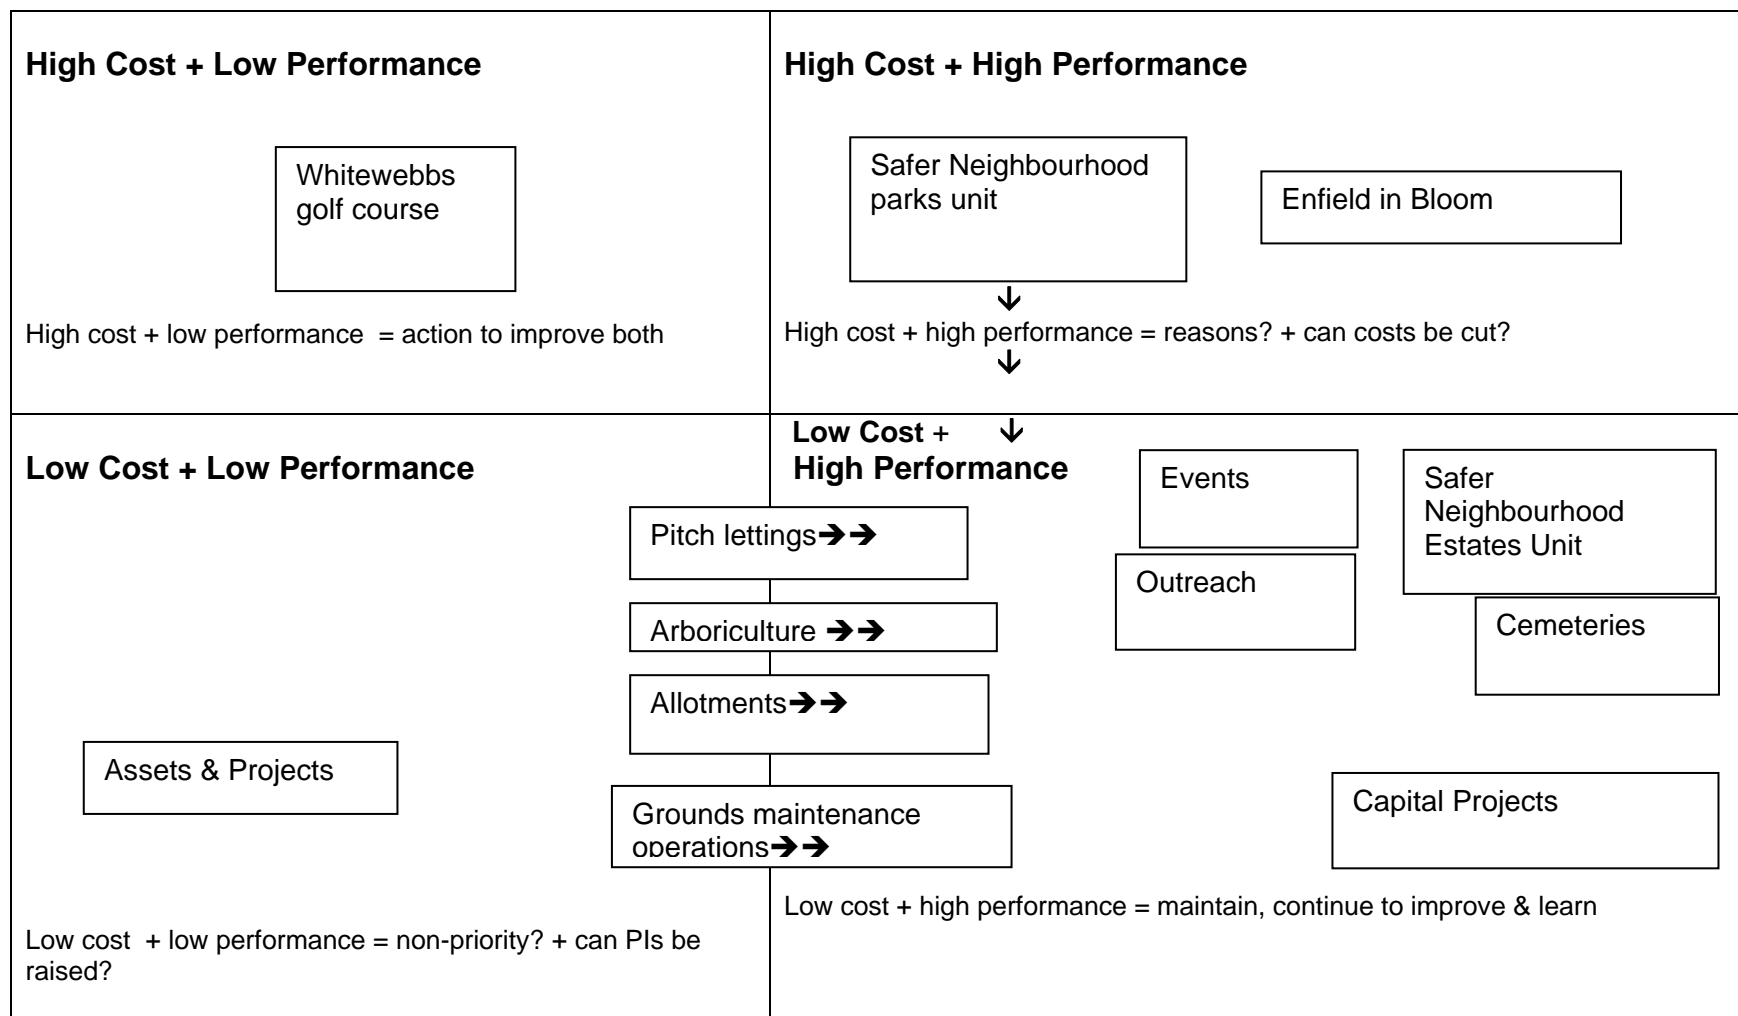 High Cost + Low Performance
Whitewebbs
golf course
High cost + low performance = action to improve both
High Cost + High Performance
Safer Neighbourhood
parks unit
Enfield in Bloom
🡻
High cost + high performance = reasons? + can costs be cut?
🡻
Low Cost + Low Performance
Assets & Projects
Low cost + low performance = non-priority? + can PIs be
raised?
Low Cost + 🡻
High Performance
Pitch lettings➔➔
Arboriculture ➔➔
Allotments➔➔
Grounds maintenance
operations➔➔
Events
Outreach
Safer
Neighbourhood
Estates Unit
Cemeteries
Capital Projects
Low cost + high performance = maintain, continue to improve & learn